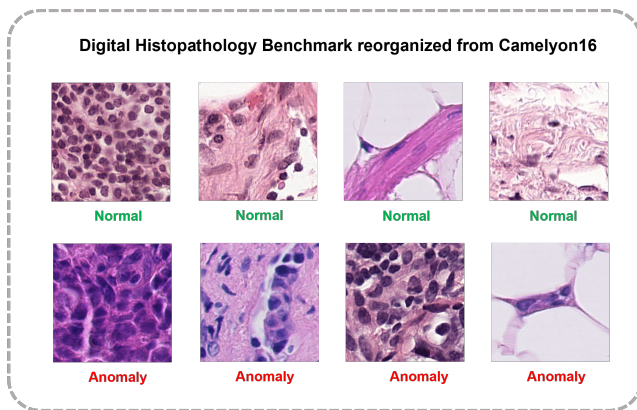 Digital Histopathology Benchmark reorganized from Camelyon16
Normal Normal Normal Normal
Anomaly Anomaly Anomaly Anomaly